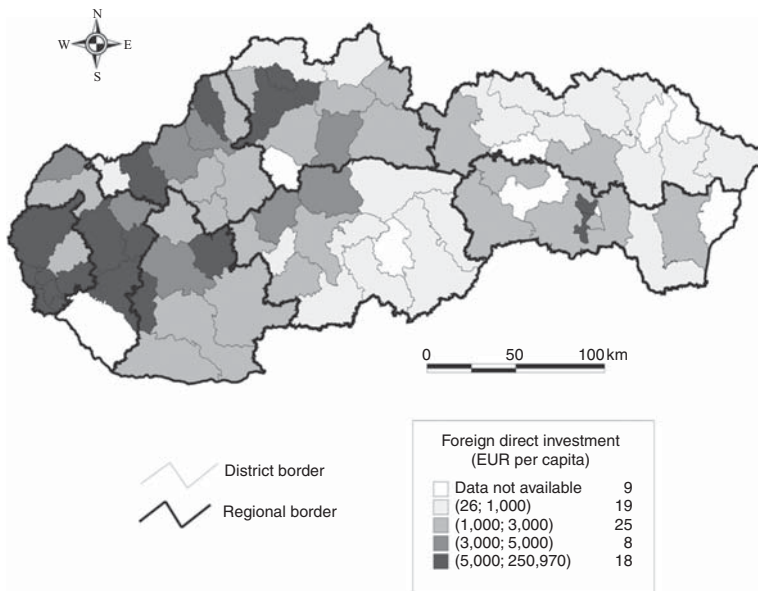 N
W E
S
0 50 100 km
District border
Regional border
Foreign direct investment
(EUR per capita)
Data not available 9
(26; 1,000) 19
(1,000; 3,000) 25
(3,000; 5,000) 8
(5,000; 250,970) 18